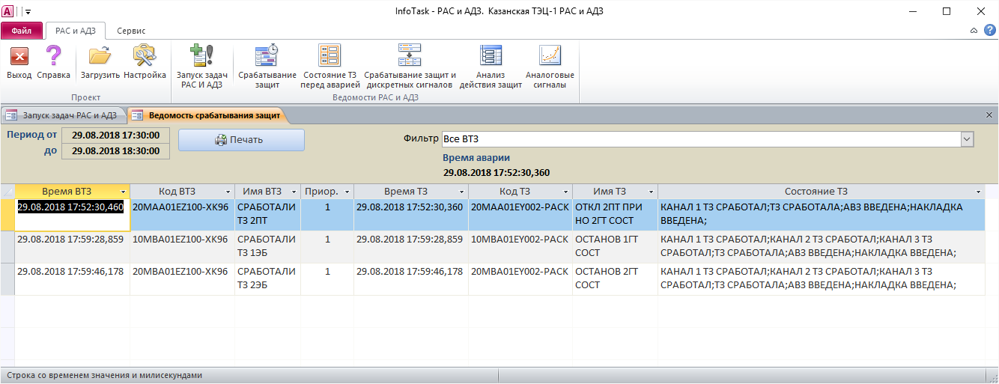 InfoTask - РАС и АДЗ.  Казанская ТЭЦ-1 РАС и АДЗ
Файл РАС и АДЗ Сервис
Выход Справка Загрузить Настройка Запуск задач РАС И АДЗ Срабатывание защит Состояние ТЗ перед аварией Срабатывание защит и дискретных сигналов Анализ действия защит Аналоговые сигналы
Проект Ведомости РАС и АДЗ
Запуск задач РАС и АДЗ Ведомость срабатывания защит
Период от 29.08.2018 17:30:00 Печать Фильтр Все ВТЗ
до 29.08.2018 18:30:00 Время аварии
29.08.2018 17:52:30,360
Время ВТЗ Код ВТЗ Имя ВТЗ Приор. Время ТЗ Код ТЗ Имя ТЗ Состояние ТЗ
29.08.2018 17:52:30,460 20MAA01EZ100-XK96 СРАБОТАЛИ 1 29.08.2018 17:52:30,360 20MAA01EY002-РАСК ОТКЛ 2ПТ ПРИ КАНАЛ 1 ТЗ СРАБОТАЛ;ТЗ СРАБОТАЛА;АВЗ ВВЕДЕНА;НАКЛАДКА
ТЗ 2ПТ НО 2ГТ СОСТ ВВЕДЕНА;
29.08.2018 17:59:28,859 10MBA01EZ100-XK96 СРАБОТАЛИ 1 29.08.2018 17:59:28,859 10MBA01EY002-РАСК ОСТАНОВ 1ГТ КАНАЛ 1 ТЗ СРАБОТАЛ;КАНАЛ 2 ТЗ СРАБОТАЛ;КАНАЛ 3 ТЗ
ТЗ 1ЭБ СОСТ СРАБОТАЛ;ТЗ СРАБОТАЛА;АВЗ ВВЕДЕНА;НАКЛАДКА ВВЕДЕНА;
29.08.2018 17:59:46,178 20MBA01EZ100-XK96 СРАБОТАЛИ 1 29.08.2018 17:59:46,178 20MBA01EY002-РАСК ОСТАНОВ 2ГТ КАНАЛ 1 ТЗ СРАБОТАЛ;КАНАЛ 2 ТЗ СРАБОТАЛ;КАНАЛ 3 ТЗ
ТЗ 2ЭБ СОСТ СРАБОТАЛ;ТЗ СРАБОТАЛА;АВЗ ВВЕДЕНА;НАКЛАДКА ВВЕДЕНА;
Строка со временем значения и милисекундами